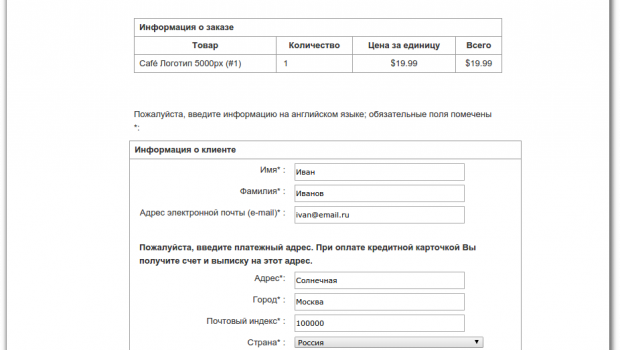 Информация о заказе
Товар Количество Цена за единицу Всего
Café Логотип 5000px (#1) 1 $19.99 $19.99
Пожалуйста, введите информацию на английском языке; обязательные поля помечены
*:
Информация о клиенте
Имя* : Иван
Фамилия* : Иванов
Адрес электронной почты (e-mail)* : ivan@email.ru
Пожалуйста, введите платежный адрес. При оплате кредитной карточкой Вы
получите счет и выписку на этот адрес.
Адрес*: Солнечная
Город* : Москва
Почтовый индекс* : 100000
Страна* : Россия